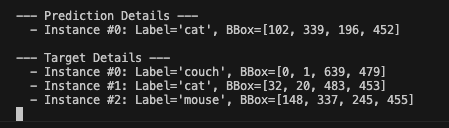 --- Prediction Details ---
- Instance #0: Label='cat', BBox=[102, 339, 196, 452]
--- Target Details ---
- Instance #0: Label='couch', BBox=[0, 1, 639, 479]
- Instance #1: Label='cat', BBox=[32, 20, 483, 453]
- Instance #2: Label='mouse', BBox=[148, 337, 245, 455]